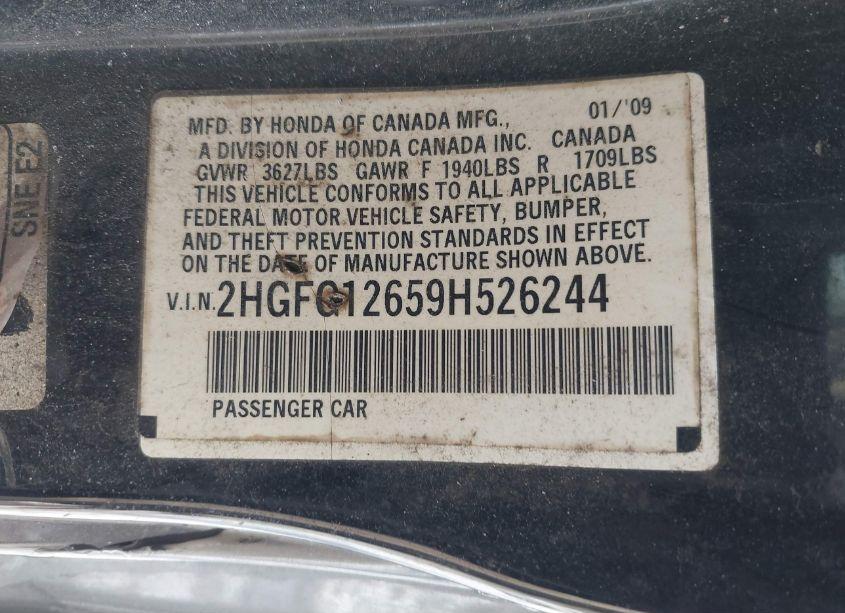 SNE E2
MFD. BY HONDA OF CANADA MFG., 01/'09
A DIVISION OF HONDA CANADA INC. CANADA
GVWR 3627LBS GAWR F 1940LBS R 1709LBS
THIS VEHICLE CONFORMS TO ALL APPLICABLE
FEDERAL MOTOR VEHICLE SAFETY, BUMPER,
AND THEFT PREVENTION STANDARDS IN EFFECT
ON THE DATE OF MANUFACTURE SHOWN ABOVE.
V.I.N. 2HGFG12659H526244
PASSENGER CAR